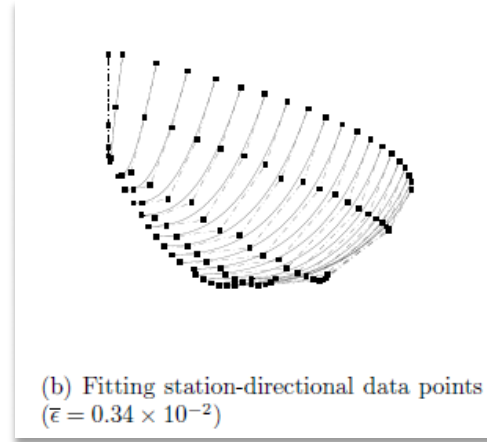 (b) Fitting station-directional data points
(ε̄ = 0.34 × 10⁻²)